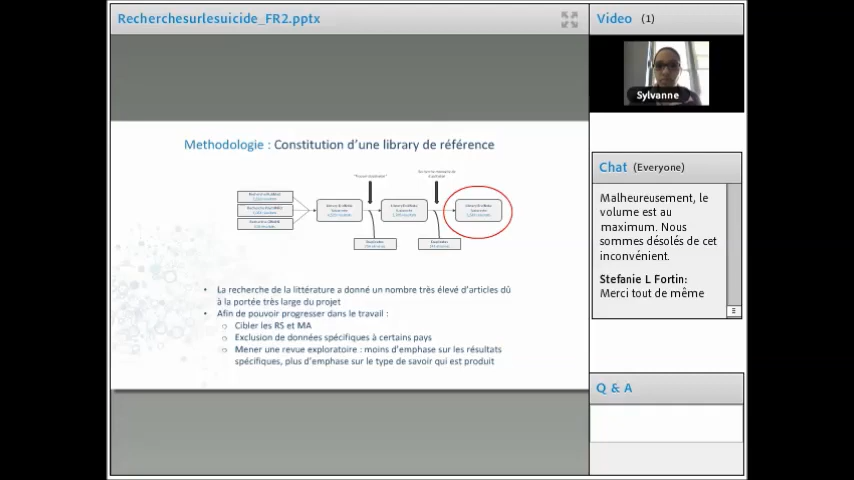 Recherchesurlesuicide_FR2.pptx
Video (1)
Sylvanne
Methodologie : Constitution d'une library de référence
Chat (Everyone)
Malheureusement, le
volume est au
maximum. Nous
sommes désolés de cet
inconvénient.
Stefanie L Fortin:
Merci tout de même
• La recherche de la littérature a donné un nombre très élevé d'articles dû
à la portée très large du projet
• Afin de pouvoir progresser dans le travail :
Cibler les RS et MA
Exclusion de données spécifiques à certains pays
Mener une revue exploratoire : moins d'emphase sur les résultats
spécifiques, plus d'emphase sur le type de savoir qui est produit
Q & A